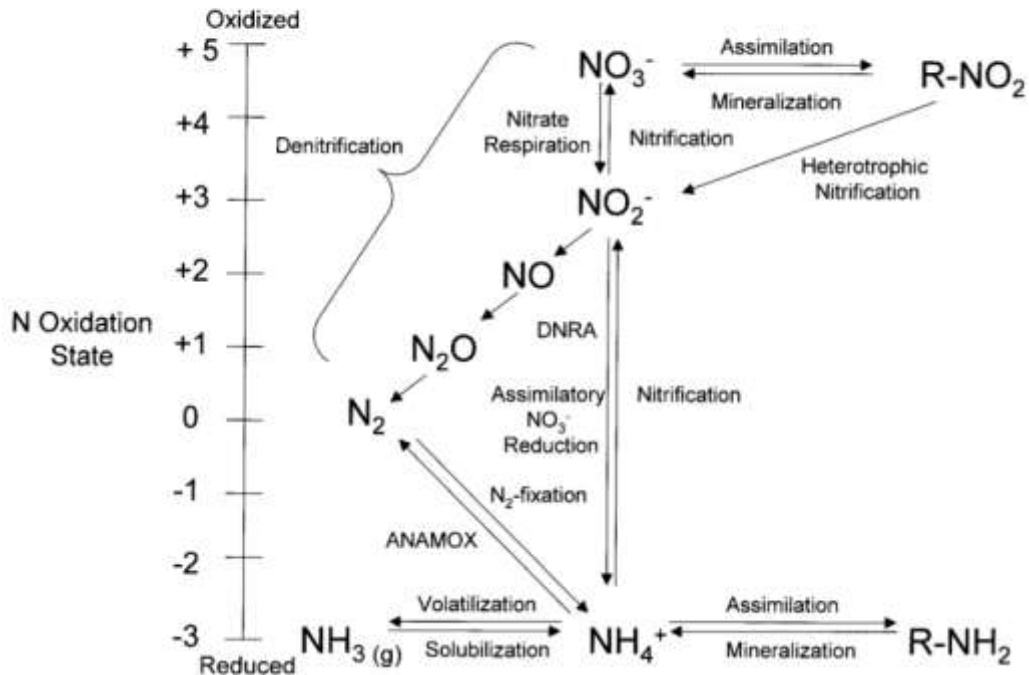 Oxidized
+ 5
+4
+3
+2
+1
0
-1
-2
-3
Reduced
N Oxidation
State
Denitrification
NO₃⁻
Assimilation
Mineralization
R-NO₂
Nitrate
Respiration
Nitrification
Heterotrophic
Nitrification
NO₂⁻
NO
N₂O
N₂
DNRA
Assimilatory
NO₃⁻
Reduction
Nitrification
N₂-fixation
ANAMOX
Volatilization
Solubilization
NH₃ (g)
NH₄⁺
Assimilation
Mineralization
R-NH₂